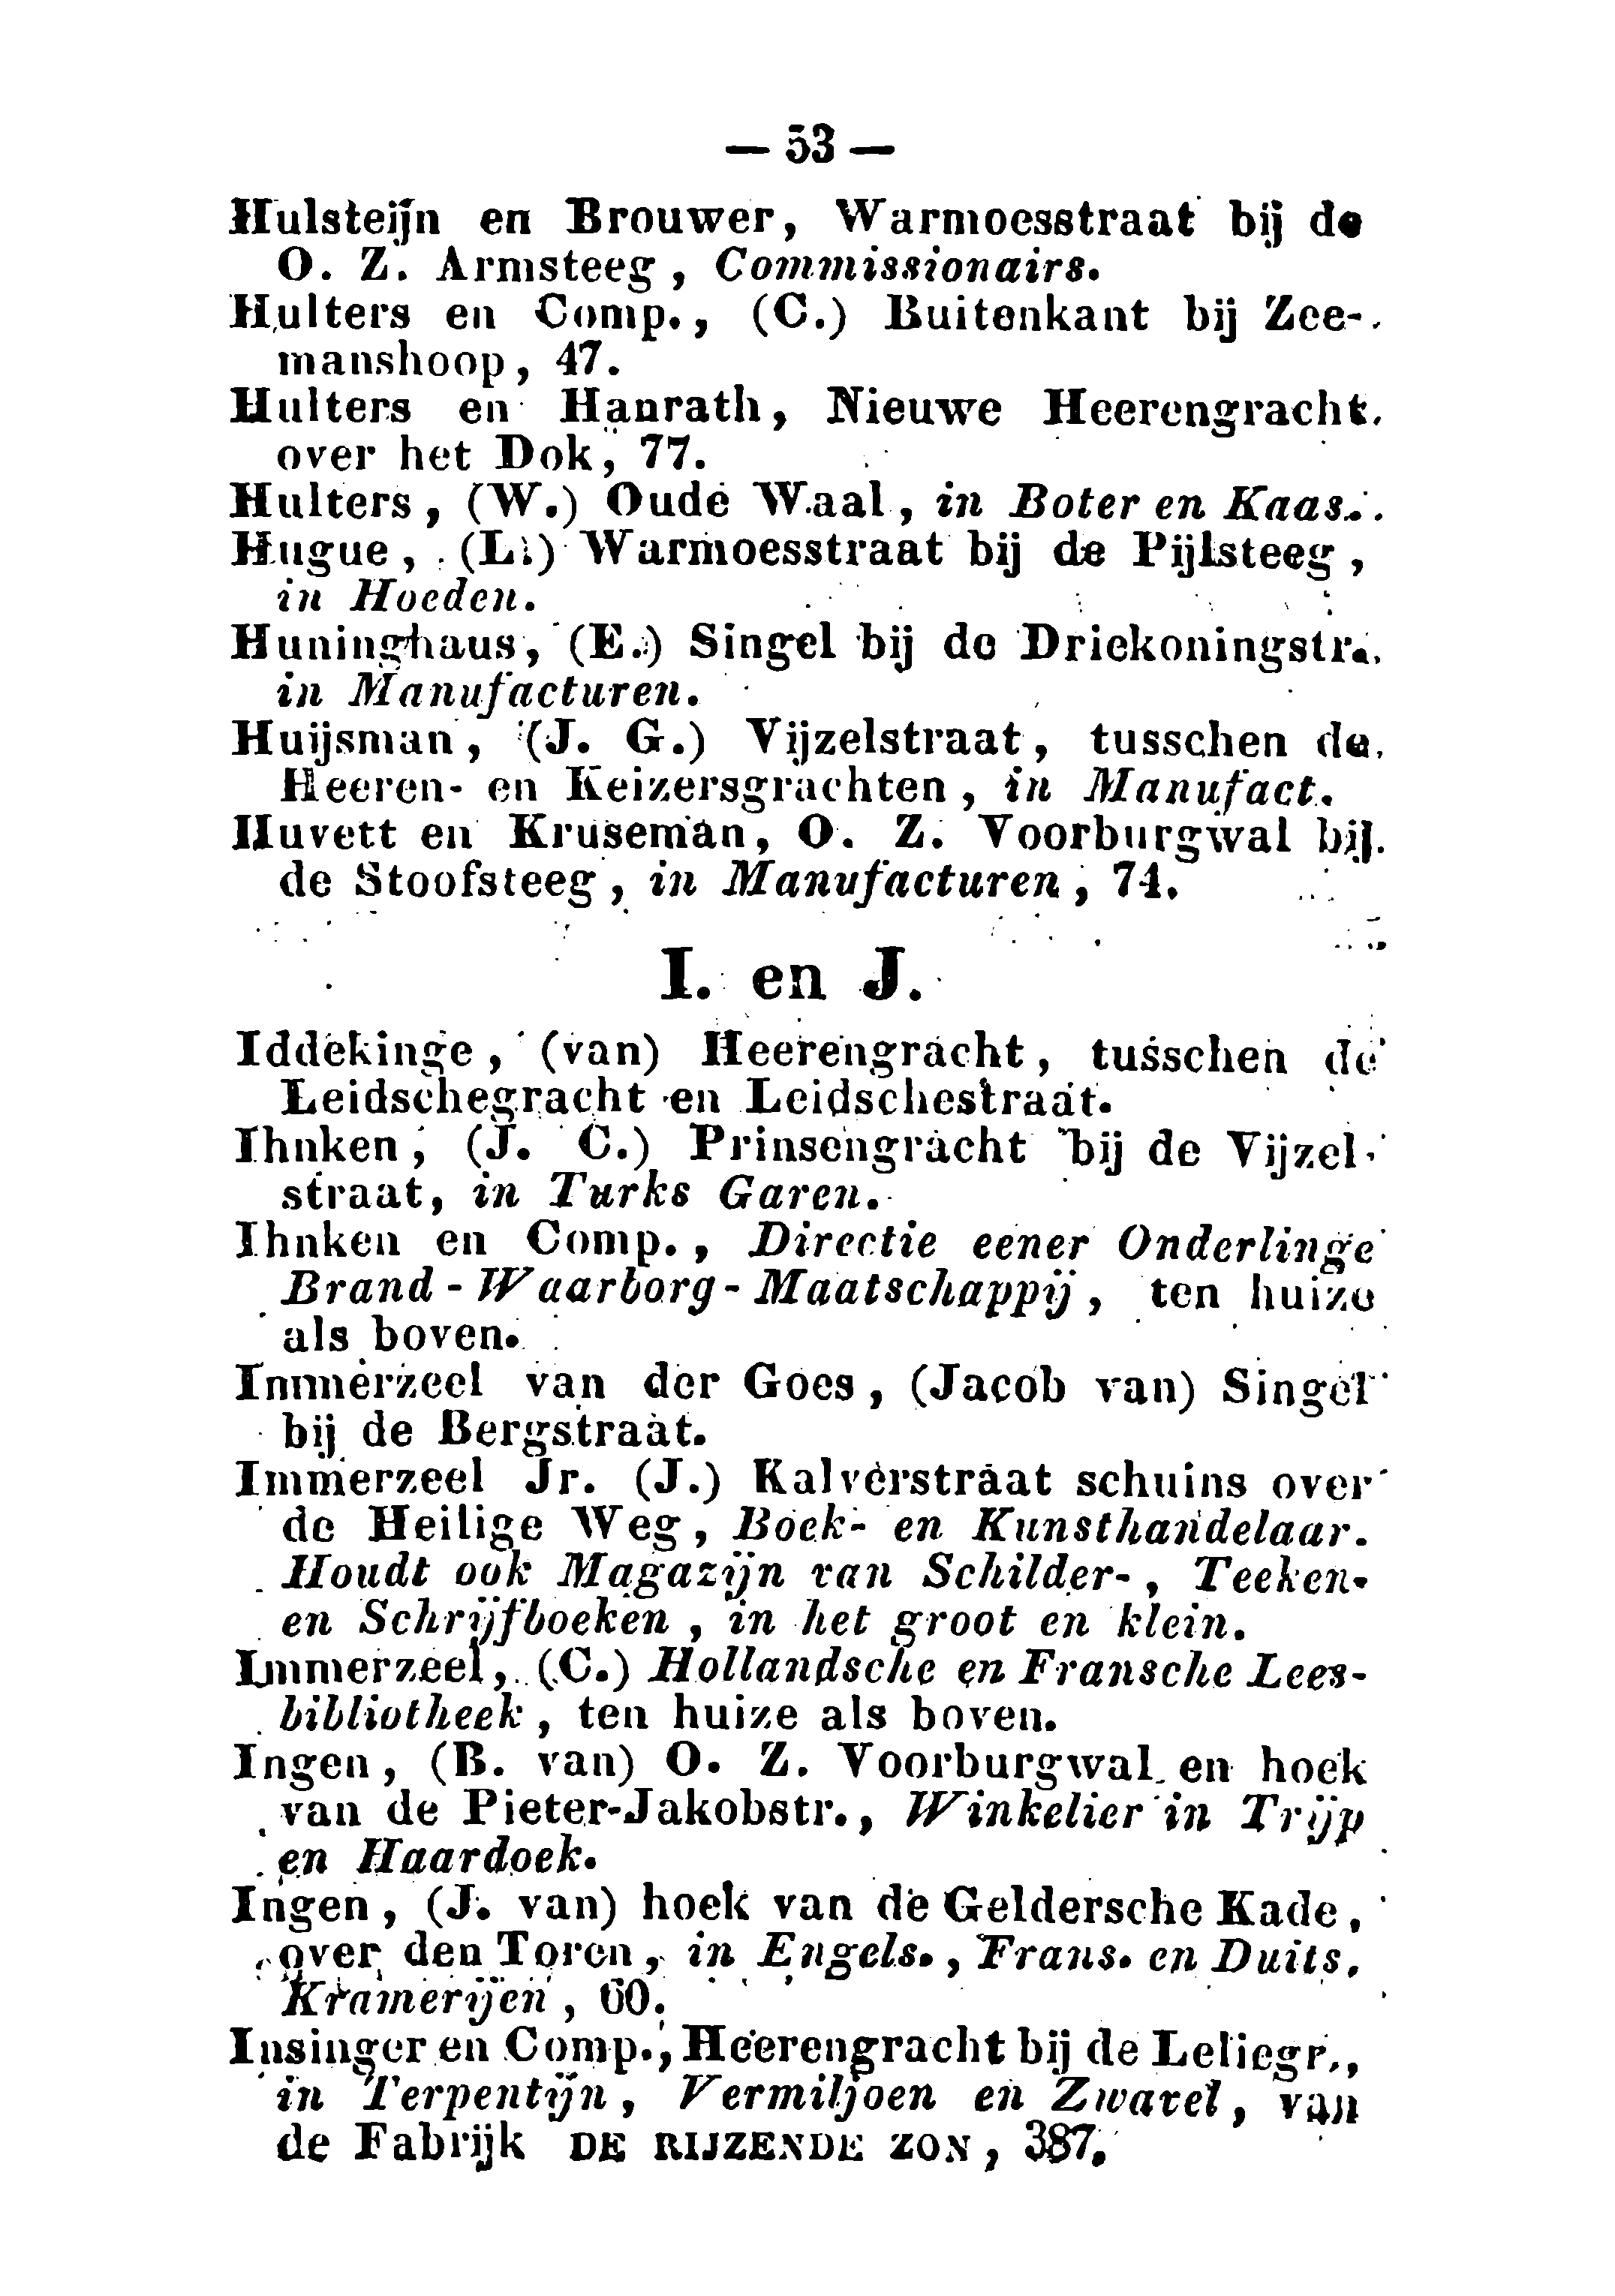 — 53 —
Hulsteijn en Brouwer, Warmoesstraat bij de
O. Z. Armsteeg, Commissionairs.
Hulters en Comp., (C.) Buitenkant bij Zee-
manshoop, 47.
Hulters en Hanrath, Nieuwe Heerengracht.
over het Dok, 77.
Hulters, (W.) Oude Waal, in Boter en Kaas.
Hugue, (L.) Warmoesstraat bij de Pijlsteeg,
in Hoeden.
Huninghaus, (E.) Singel bij de Driekoningstr.
in Manufacturen.
Huijsman, (J. G.) Vijzelstraat, tusschen de
Heeren- en Keizersgrachten, in Manufact.
Huvett en Kruseman, O. Z. Voorburgwal bij
de Stoofsteeg, in Manufacturen, 74.
I. en J.
Iddekinge, (van) Heerengracht, tusschen de
Leidschegracht en Leidschestraat.
Ihnken, (J. C.) Prinsengracht bij de Vijzel-
straat, in Turks Garen.
Ihnken en Comp., Directie eener Onderlinge
Brand-Waarborg-Maatschappij, ten huize
als boven.
Immerzeel van der Goes, (Jacob van) Singel
bij de Bergstraat.
Immerzeel Jr. (J.) Kalverstraat schuins over
de Heilige Weg, Boek- en Kunsthandelaar.
Houdt ook Magazijn van Schilder-, Teeken-
en Schrijfboeken, in het groot en klein.
Immerzeel, (C.) Hollandsche en Fransche Lees-
bibliotheek, ten huize als boven.
Ingen, (B. van) O. Z. Voorburgwal en hoek
van de Pieter-Jakobstr., Winkelier in Trijp
en Haardoek.
Ingen, (J. van) hoek van de Geldersche Kade,
over den Toren, in Engels., Frans. en Duits.
Kramerijen, 60.
Insinger en Comp., Heerengracht bij de Leliegr.,
in Terpentijn, Vermiljoen en Zwavel, van
de Fabrijk DE RIJZENDE ZON, 387.